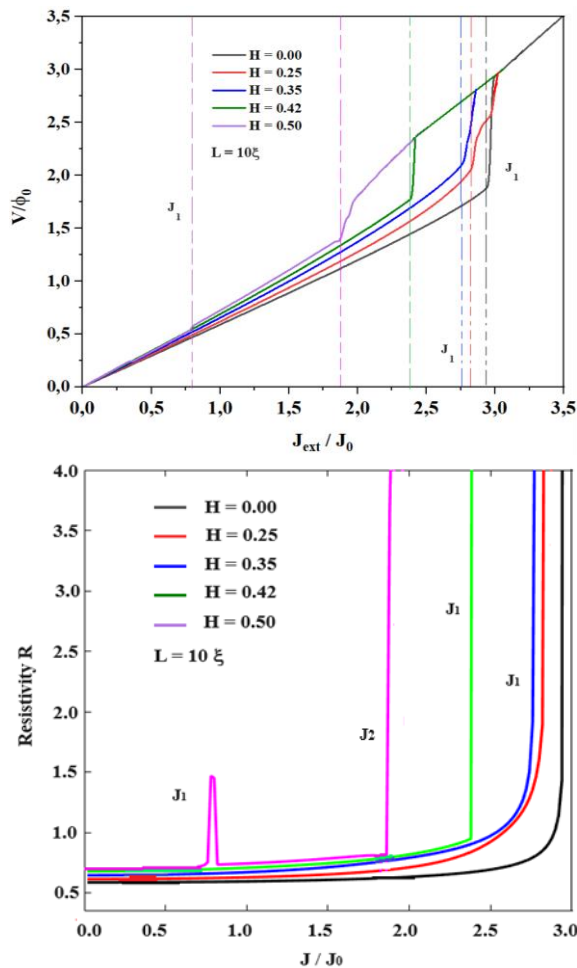 3,5
3,0
2,5
2,0
1,5
1,0
0,5
0,0
V/ϕ₀
H = 0.00
H = 0.25
H = 0.35
H = 0.42
H = 0.50
L = 10ξ
J₁
J₁
J₁
0,0 0,5 1,0 1,5 2,0 2,5 3,0 3,5
J_ext / J₀
4.0
3.5
3.0
2.5
2.0
1.5
1.0
0.5
Resistivity R
H = 0.00
H = 0.25
H = 0.35
H = 0.42
H = 0.50
L = 10 ξ
J1
J1
J2
J1
0.0 0.5 1.0 1.5 2.0 2.5 3.0
J / J₀